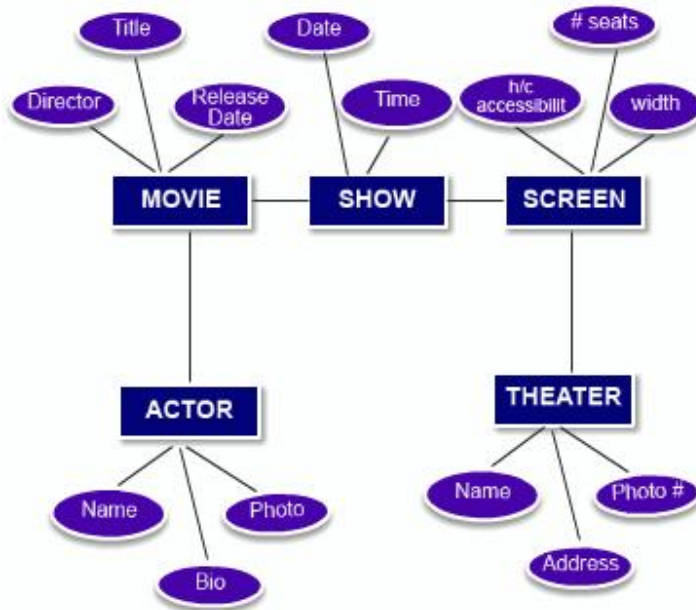 Title
Date
# seats
Director
Release
Date
Time
h/c
accessibilit
width
MOVIE
SHOW
SCREEN
ACTOR
THEATER
Name
Photo
Bio
Name
Photo #
Address